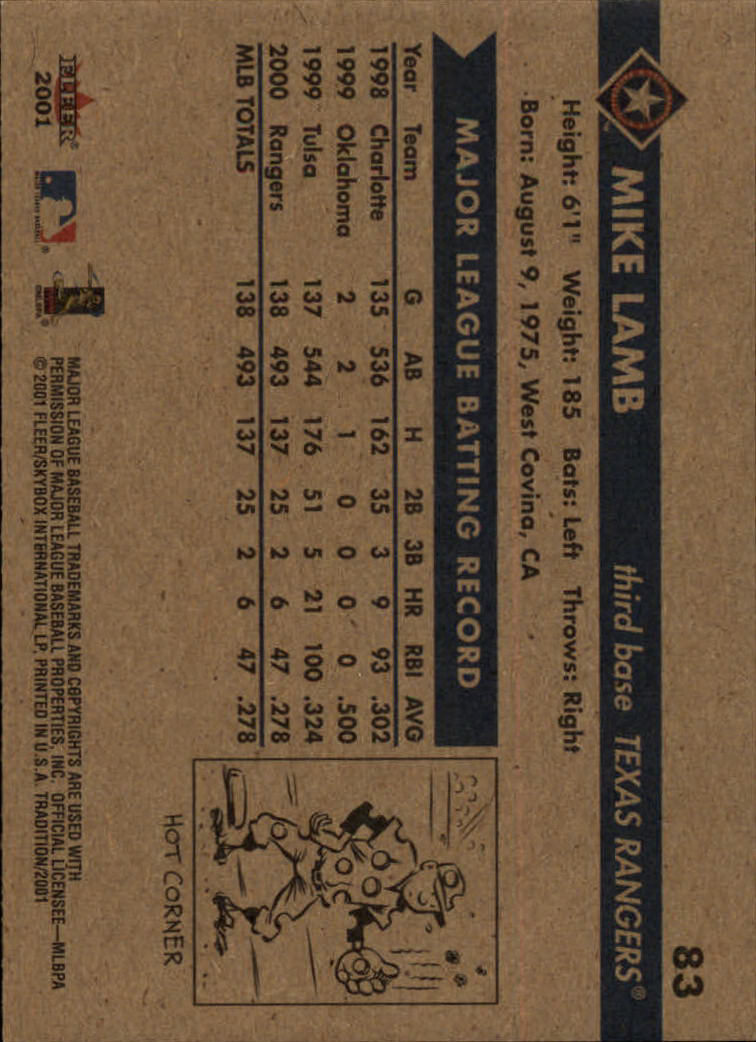 83
MIKE LAMB third base TEXAS RANGERS®
Height: 6'1" Weight: 185 Bats: Left Throws: Right
Born: August 9, 1975, West Covina, CA
MAJOR LEAGUE BATTING RECORD
Year Team G AB H 2B 3B HR RBI AVG
1998 Charlotte 135 536 162 35 3 9 93 .302
1999 Oklahoma 2 2 1 0 0 0 0 .500
1999 Tulsa 137 544 176 51 5 21 100 .324
2000 Rangers 138 493 137 25 2 6 47 .278
MLB TOTALS 138 493 137 25 2 6 47 .278
HOT CORNER
FLEER®
2001
MAJOR LEAGUE BASEBALL TRADEMARKS AND COPYRIGHTS ARE USED WITH
PERMISSION OF MAJOR LEAGUE BASEBALL PROPERTIES, INC. OFFICIAL LICENSEE—MLBPA
© 2001 FLEER/SKYBOX INTERNATIONAL LP, PRINTED IN U.S.A. TRADITION/2001